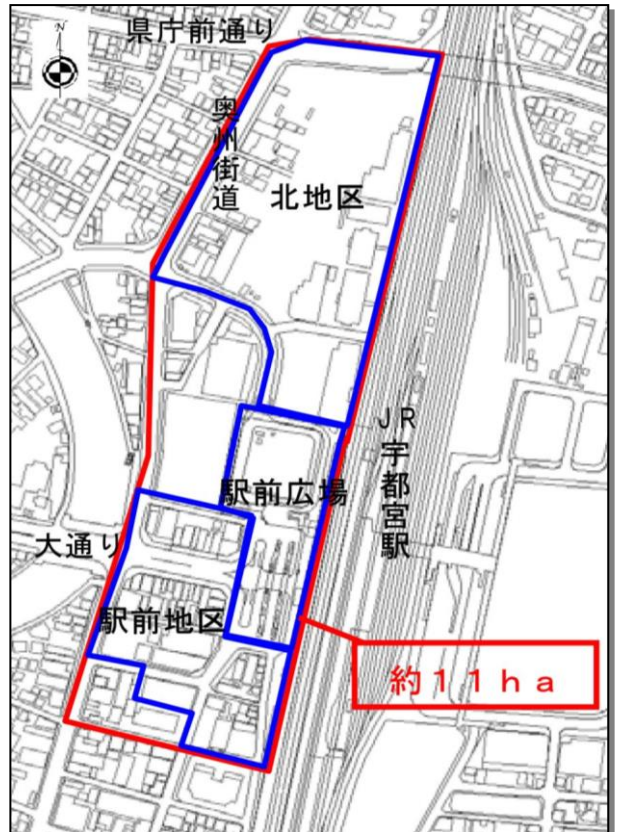 N
県庁前通り
奥州街道
北地区
JR宇都宮駅
駅前広場
大通り
駅前地区
約11ha